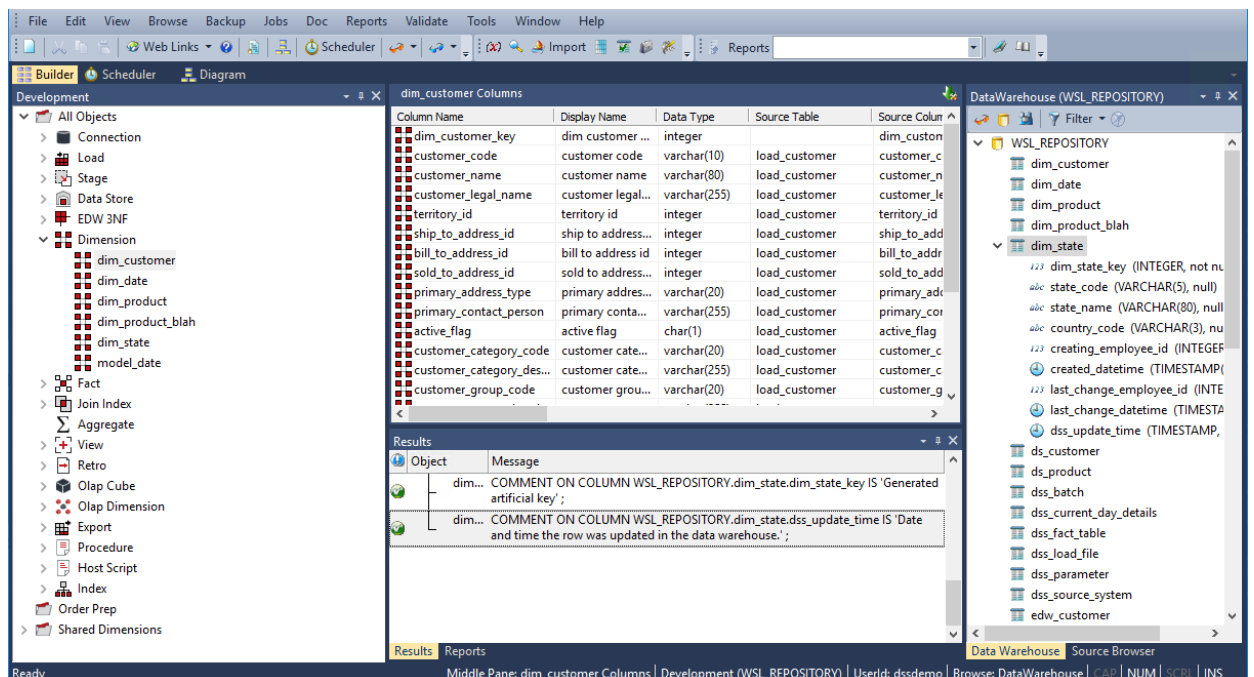 File Edit View Browse Backup Jobs Doc Reports Validate Tools Window Help
Web Links Scheduler Import Reports
Builder Scheduler Diagram
Development
All Objects
Connection
Load
Stage
Data Store
EDW 3NF
Dimension
dim_customer
dim_date
dim_product
dim_product_blah
dim_state
model_date
Fact
Join Index
Aggregate
View
Retro
Olap Cube
Olap Dimension
Export
Procedure
Host Script
Index
Order Prep
Shared Dimensions
dim_customer Columns
Column Name Display Name Data Type Source Table Source Colum
dim_customer_key dim customer ... integer dim_custom
customer_code customer code varchar(10) load_customer customer_c
customer_name customer name varchar(80) load_customer customer_n
customer_legal_name customer legal... varchar(255) load_customer customer_le
territory_id territory id integer load_customer territory_id
ship_to_address_id ship to address... integer load_customer ship_to_add
bill_to_address_id bill to address id integer load_customer bill_to_addr
sold_to_address_id sold to address... integer load_customer sold_to_add
primary_address_type primary addres... varchar(20) load_customer primary_add
primary_contact_person primary conta... varchar(255) load_customer primary_cor
active_flag active flag char(1) load_customer active_flag
customer_category_code customer cate... varchar(20) load_customer customer_c
customer_category_des... customer cate... varchar(255) load_customer customer_c
customer_group_code customer grou... varchar(20) load_customer customer_g
Results
Object Message
dim... COMMENT ON COLUMN WSL_REPOSITORY.dim_state.dim_state_key IS 'Generated
artificial key' ;
dim... COMMENT ON COLUMN WSL_REPOSITORY.dim_state.dss_update_time IS 'Date
and time the row was updated in the data warehouse.' ;
Results Reports
DataWarehouse (WSL_REPOSITORY)
Filter
WSL_REPOSITORY
dim_customer
dim_date
dim_product
dim_product_blah
dim_state
123 dim_state_key (INTEGER, not nu
abc state_code (VARCHAR(5), null)
abc state_name (VARCHAR(80), null
abc country_code (VARCHAR(3), nu
123 creating_employee_id (INTEGER
created_datetime (TIMESTAMP(
123 last_change_employee_id (INTE
last_change_datetime (TIMESTA
dss_update_time (TIMESTAMP,
ds_customer
ds_product
dss_batch
dss_current_day_details
dss_fact_table
dss_load_file
dss_parameter
dss_source_system
edw_customer
Data Warehouse Source Browser
Ready Middle Pane: dim_customer Columns Development (WSL_REPOSITORY) UserId: dssdemo Browse: DataWarehouse CAP NUM SCRL INS